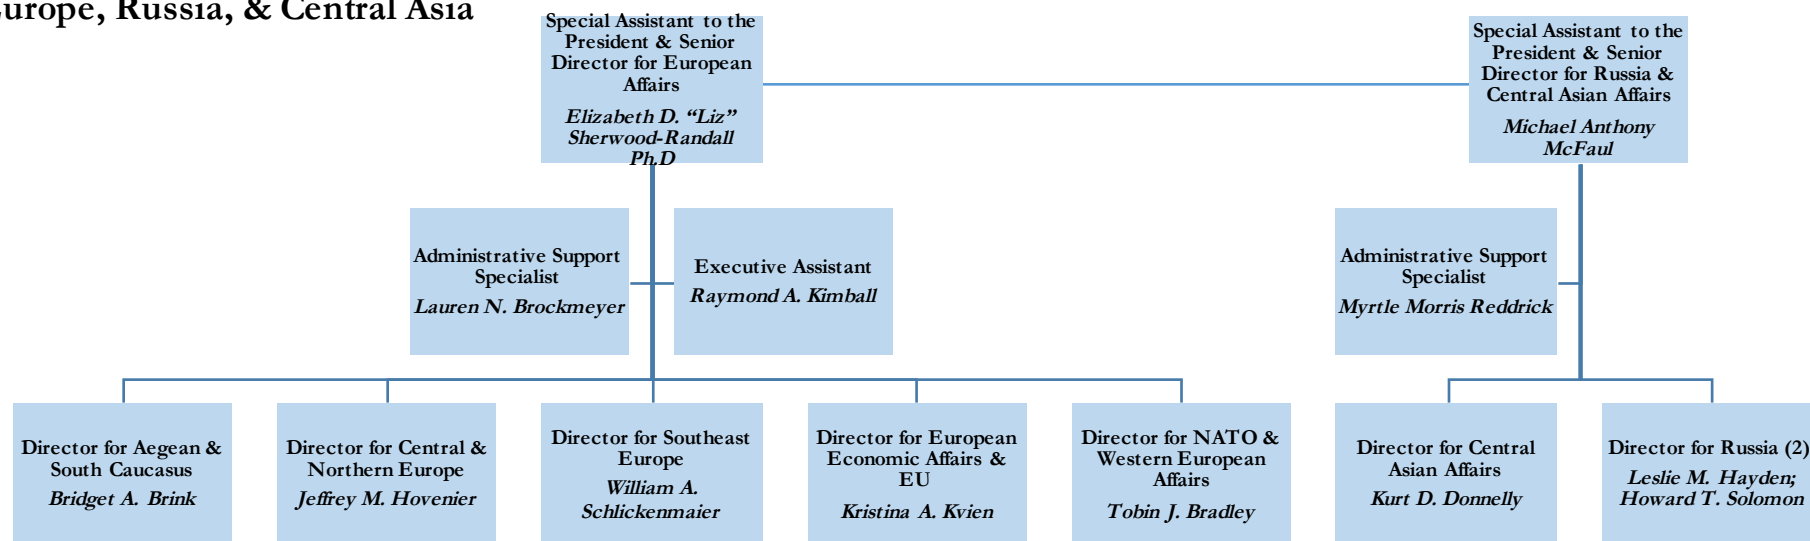 Europe, Russia, & Central Asia
Special Assistant to the
President & Senior
Director for European
Affairs
Elizabeth D. “Liz”
Sherwood-Randall
Ph.D
Special Assistant to the
President & Senior
Director for Russia &
Central Asian Affairs
Michael Anthony
McFaul
Administrative Support
Specialist
Lauren N. Brockmeyer
Executive Assistant
Raymond A. Kimball
Administrative Support
Specialist
Myrtle Morris Reddrick
Director for Aegean &
South Caucasus
Bridget A. Brink
Director for Central &
Northern Europe
Jeffrey M. Hovenier
Director for Southeast
Europe
William A.
Schlickenmaier
Director for European
Economic Affairs &
EU
Kristina A. Kvien
Director for NATO &
Western European
Affairs
Tobin J. Bradley
Director for Central
Asian Affairs
Kurt D. Donnelly
Director for Russia (2)
Leslie M. Hayden;
Howard T. Solomon